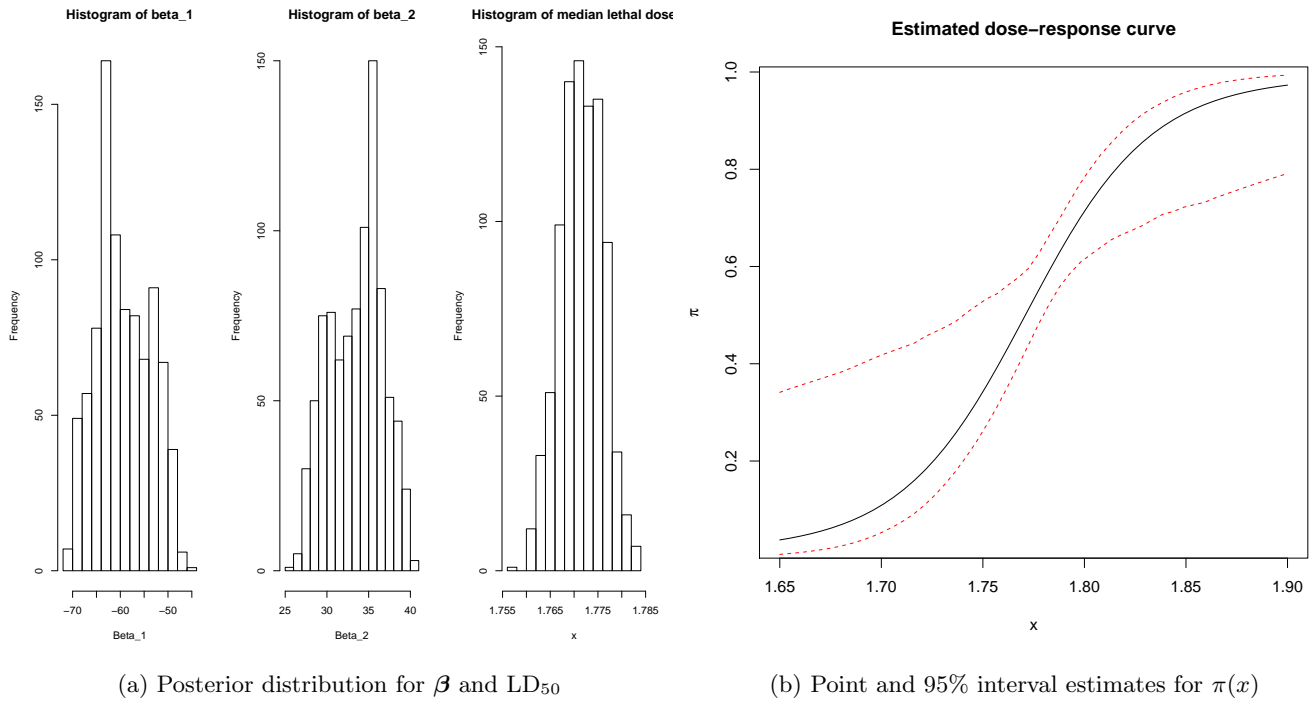 Histogram of beta_1
Frequency
150
100
50
0
−70
−60
−50
Beta_1
Histogram of beta_2
Frequency
150
100
50
0
25
30
35
40
Beta_2
Histogram of median lethal dose
Frequency
150
100
50
0
1.755
1.765
1.775
1.785
x
(a) Posterior distribution for β and LD50
Estimated dose−response curve
π
1.0
0.8
0.6
0.4
0.2
1.65
1.70
1.75
1.80
1.85
1.90
x
(b) Point and 95% interval estimates for π(x)